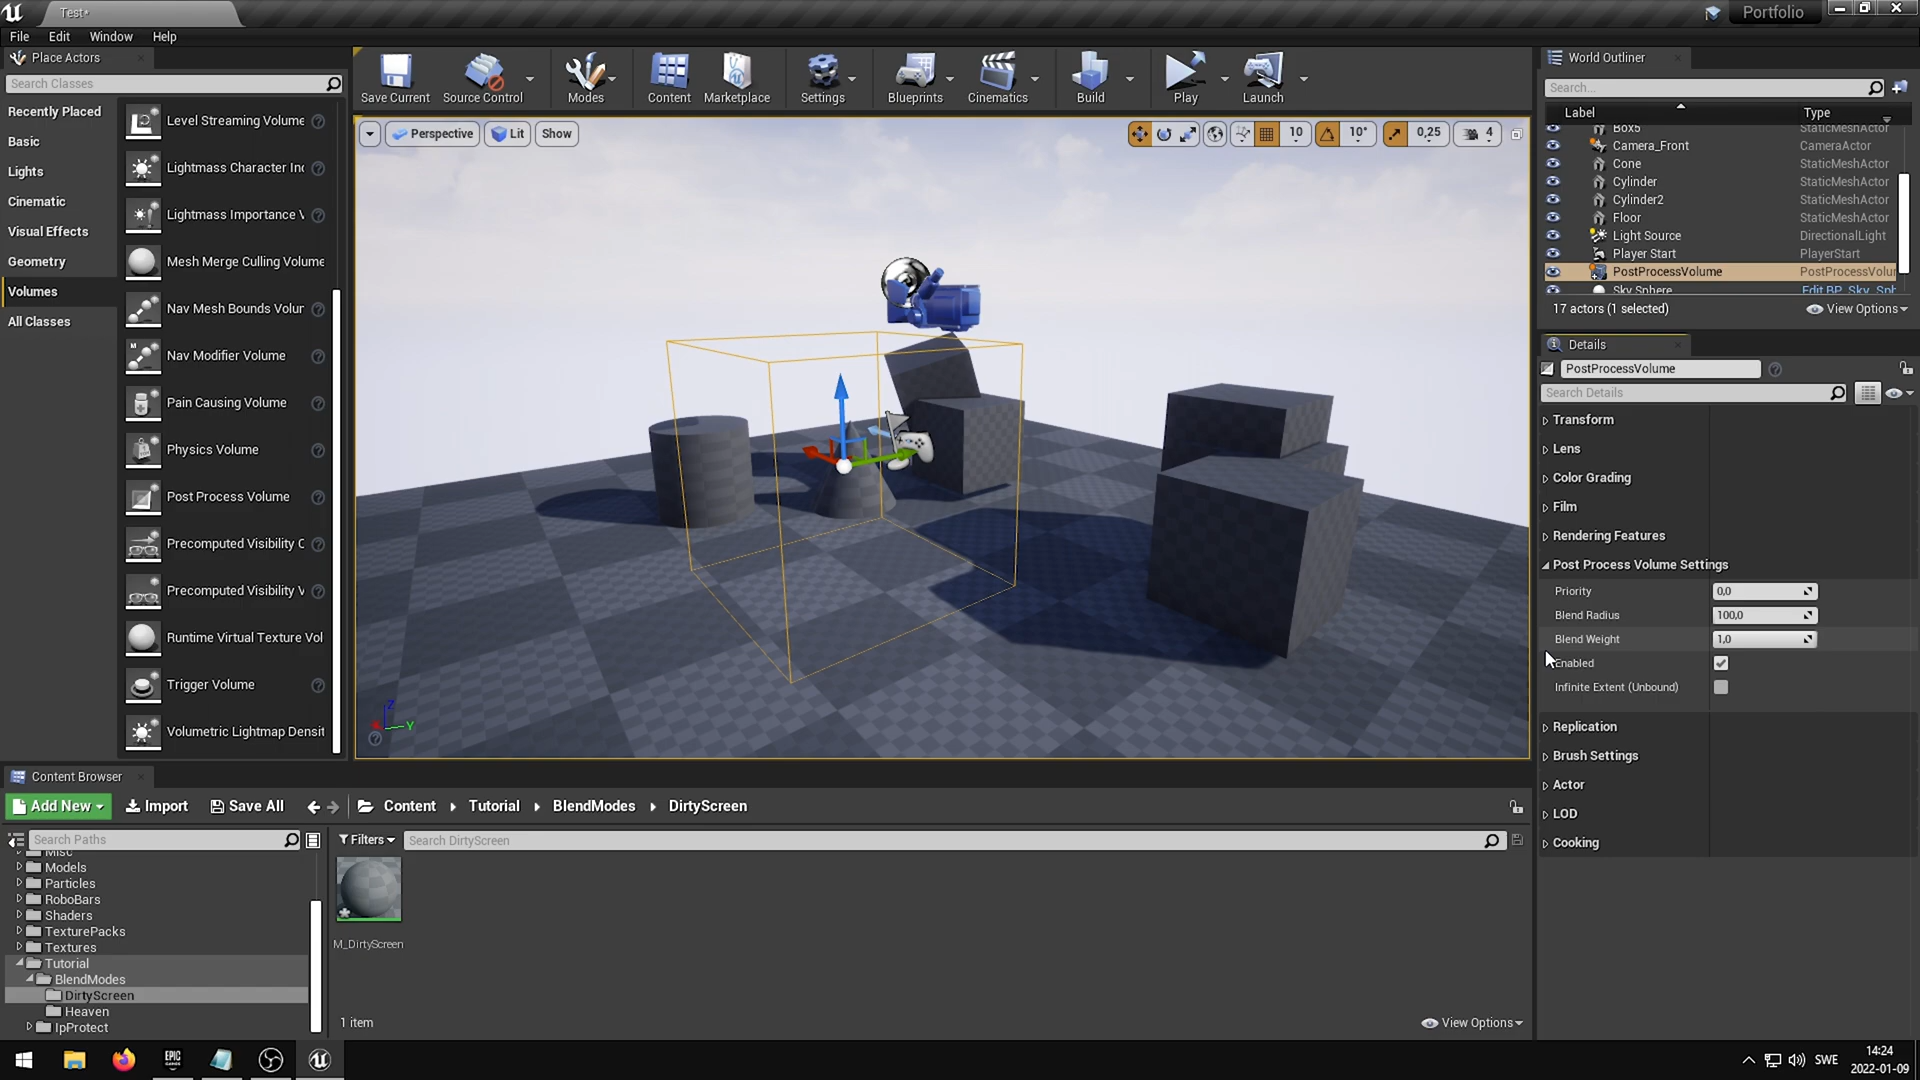 Test*
Portfolio
File Edit Window Help
Place Actors
Search Classes
Recently Placed
Basic
Lights
Cinematic
Visual Effects
Geometry
Volumes
All Classes
Level Streaming Volume
Lightmass Character Inc
Lightmass Importance V
Mesh Merge Culling Volume
Nav Mesh Bounds Volur
Nav Modifier Volume
Pain Causing Volume
Physics Volume
Post Process Volume
Precomputed Visibility O
Precomputed Visibility V
Runtime Virtual Texture Vol
Trigger Volume
Volumetric Lightmap Densit
Save Current
Source Control
Modes
Content
Marketplace
Settings
Blueprints
Cinematics
Build
Play
Launch
Perspective
Lit
Show
10
10°
0,25
4
Z
Y
World Outliner
Search...
Label Type
Box5 StaticMeshActor
Camera_Front CameraActor
Cone StaticMeshActor
Cylinder StaticMeshActor
Cylinder2 StaticMeshActor
Floor StaticMeshActor
Light Source DirectionalLight
Player Start PlayerStart
PostProcessVolume PostProcessVolur
Sky Sphere Edit BP_Sky_Sph
17 actors (1 selected)
View Options
Details
PostProcessVolume
Search Details
Transform
Lens
Color Grading
Film
Rendering Features
Post Process Volume Settings
Priority 0,0
Blend Radius 100,0
Blend Weight 1,0
Enabled
Infinite Extent (Unbound)
Replication
Brush Settings
Actor
LOD
Cooking
Content Browser
Add New
Import
Save All
Content
Tutorial
BlendModes
DirtyScreen
Search Paths
Filters
Search DirtyScreen
Misc
Models
Particles
RoboBars
Shaders
TexturePacks
Textures
Tutorial
BlendModes
DirtyScreen
Heaven
IpProtect
M_DirtyScreen
1 item
View Options
EPIC
GAMES
SWE
14:24
2022-01-09